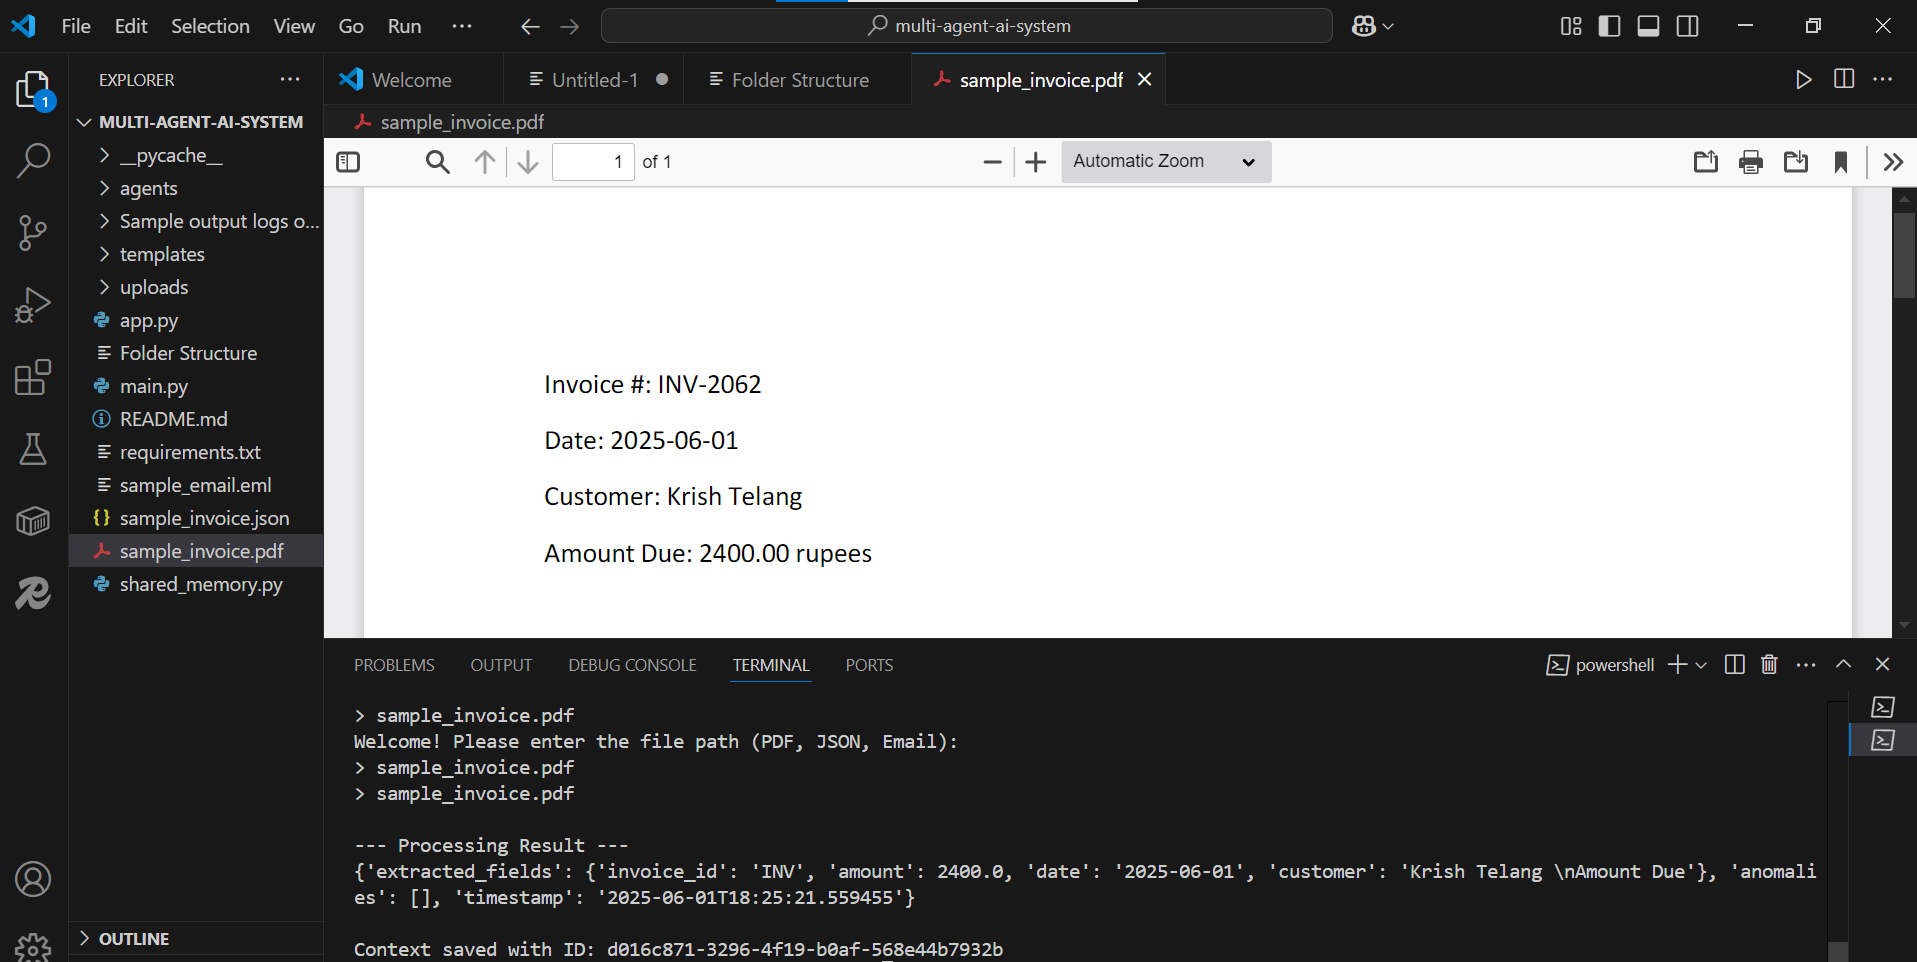 File Edit Selection View Go Run ···
multi-agent-ai-system
EXPLORER ···
1
MULTI-AGENT-AI-SYSTEM
__pycache__
agents
Sample output logs o...
templates
uploads
app.py
Folder Structure
main.py
README.md
requirements.txt
sample_email.eml
sample_invoice.json
sample_invoice.pdf
shared_memory.py
OUTLINE
Welcome Untitled-1 Folder Structure sample_invoice.pdf
sample_invoice.pdf
1 of 1 Automatic Zoom
Invoice #: INV-2062
Date: 2025-06-01
Customer: Krish Telang
Amount Due: 2400.00 rupees
PROBLEMS OUTPUT DEBUG CONSOLE TERMINAL PORTS powershell
> sample_invoice.pdf
Welcome! Please enter the file path (PDF, JSON, Email):
> sample_invoice.pdf
> sample_invoice.pdf
--- Processing Result ---
{'extracted_fields': {'invoice_id': 'INV', 'amount': 2400.0, 'date': '2025-06-01', 'customer': 'Krish Telang \nAmount Due'}, 'anomali
es': [], 'timestamp': '2025-06-01T18:25:21.559455'}
Context saved with ID: d016c871-3296-4f19-b0af-568e44b7932b